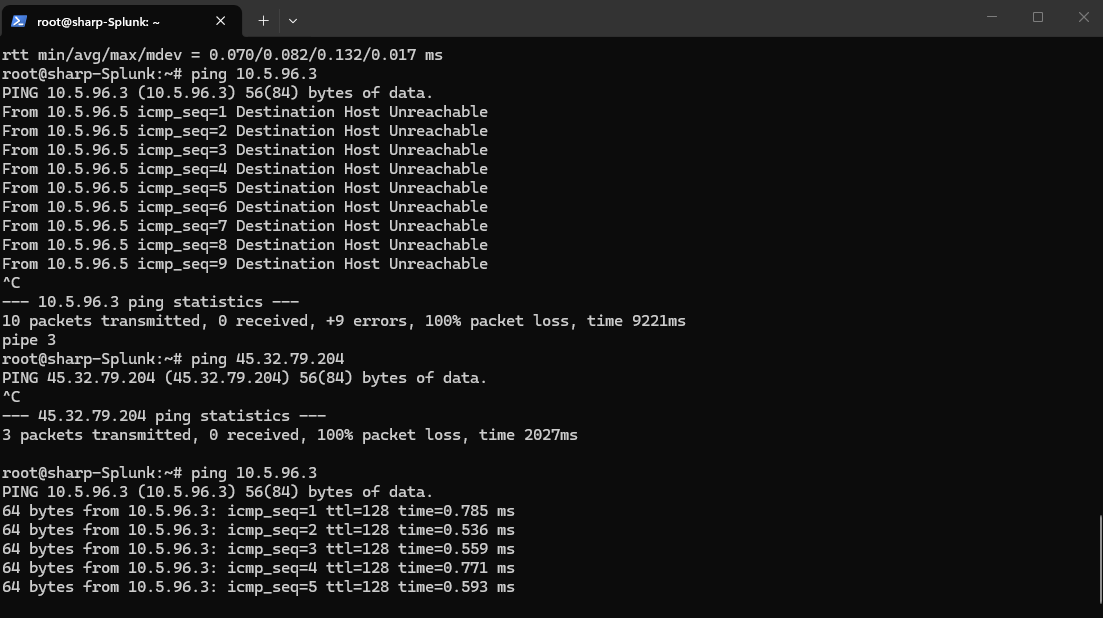 root@sharp-Splunk: ~
rtt min/avg/max/mdev = 0.070/0.082/0.132/0.017 ms
root@sharp-Splunk:~# ping 10.5.96.3
PING 10.5.96.3 (10.5.96.3) 56(84) bytes of data.
From 10.5.96.5 icmp_seq=1 Destination Host Unreachable
From 10.5.96.5 icmp_seq=2 Destination Host Unreachable
From 10.5.96.5 icmp_seq=3 Destination Host Unreachable
From 10.5.96.5 icmp_seq=4 Destination Host Unreachable
From 10.5.96.5 icmp_seq=5 Destination Host Unreachable
From 10.5.96.5 icmp_seq=6 Destination Host Unreachable
From 10.5.96.5 icmp_seq=7 Destination Host Unreachable
From 10.5.96.5 icmp_seq=8 Destination Host Unreachable
From 10.5.96.5 icmp_seq=9 Destination Host Unreachable
^C
--- 10.5.96.3 ping statistics ---
10 packets transmitted, 0 received, +9 errors, 100% packet loss, time 9221ms
pipe 3
root@sharp-Splunk:~# ping 45.32.79.204
PING 45.32.79.204 (45.32.79.204) 56(84) bytes of data.
^C
--- 45.32.79.204 ping statistics ---
3 packets transmitted, 0 received, 100% packet loss, time 2027ms
root@sharp-Splunk:~# ping 10.5.96.3
PING 10.5.96.3 (10.5.96.3) 56(84) bytes of data.
64 bytes from 10.5.96.3: icmp_seq=1 ttl=128 time=0.785 ms
64 bytes from 10.5.96.3: icmp_seq=2 ttl=128 time=0.536 ms
64 bytes from 10.5.96.3: icmp_seq=3 ttl=128 time=0.559 ms
64 bytes from 10.5.96.3: icmp_seq=4 ttl=128 time=0.771 ms
64 bytes from 10.5.96.3: icmp_seq=5 ttl=128 time=0.593 ms